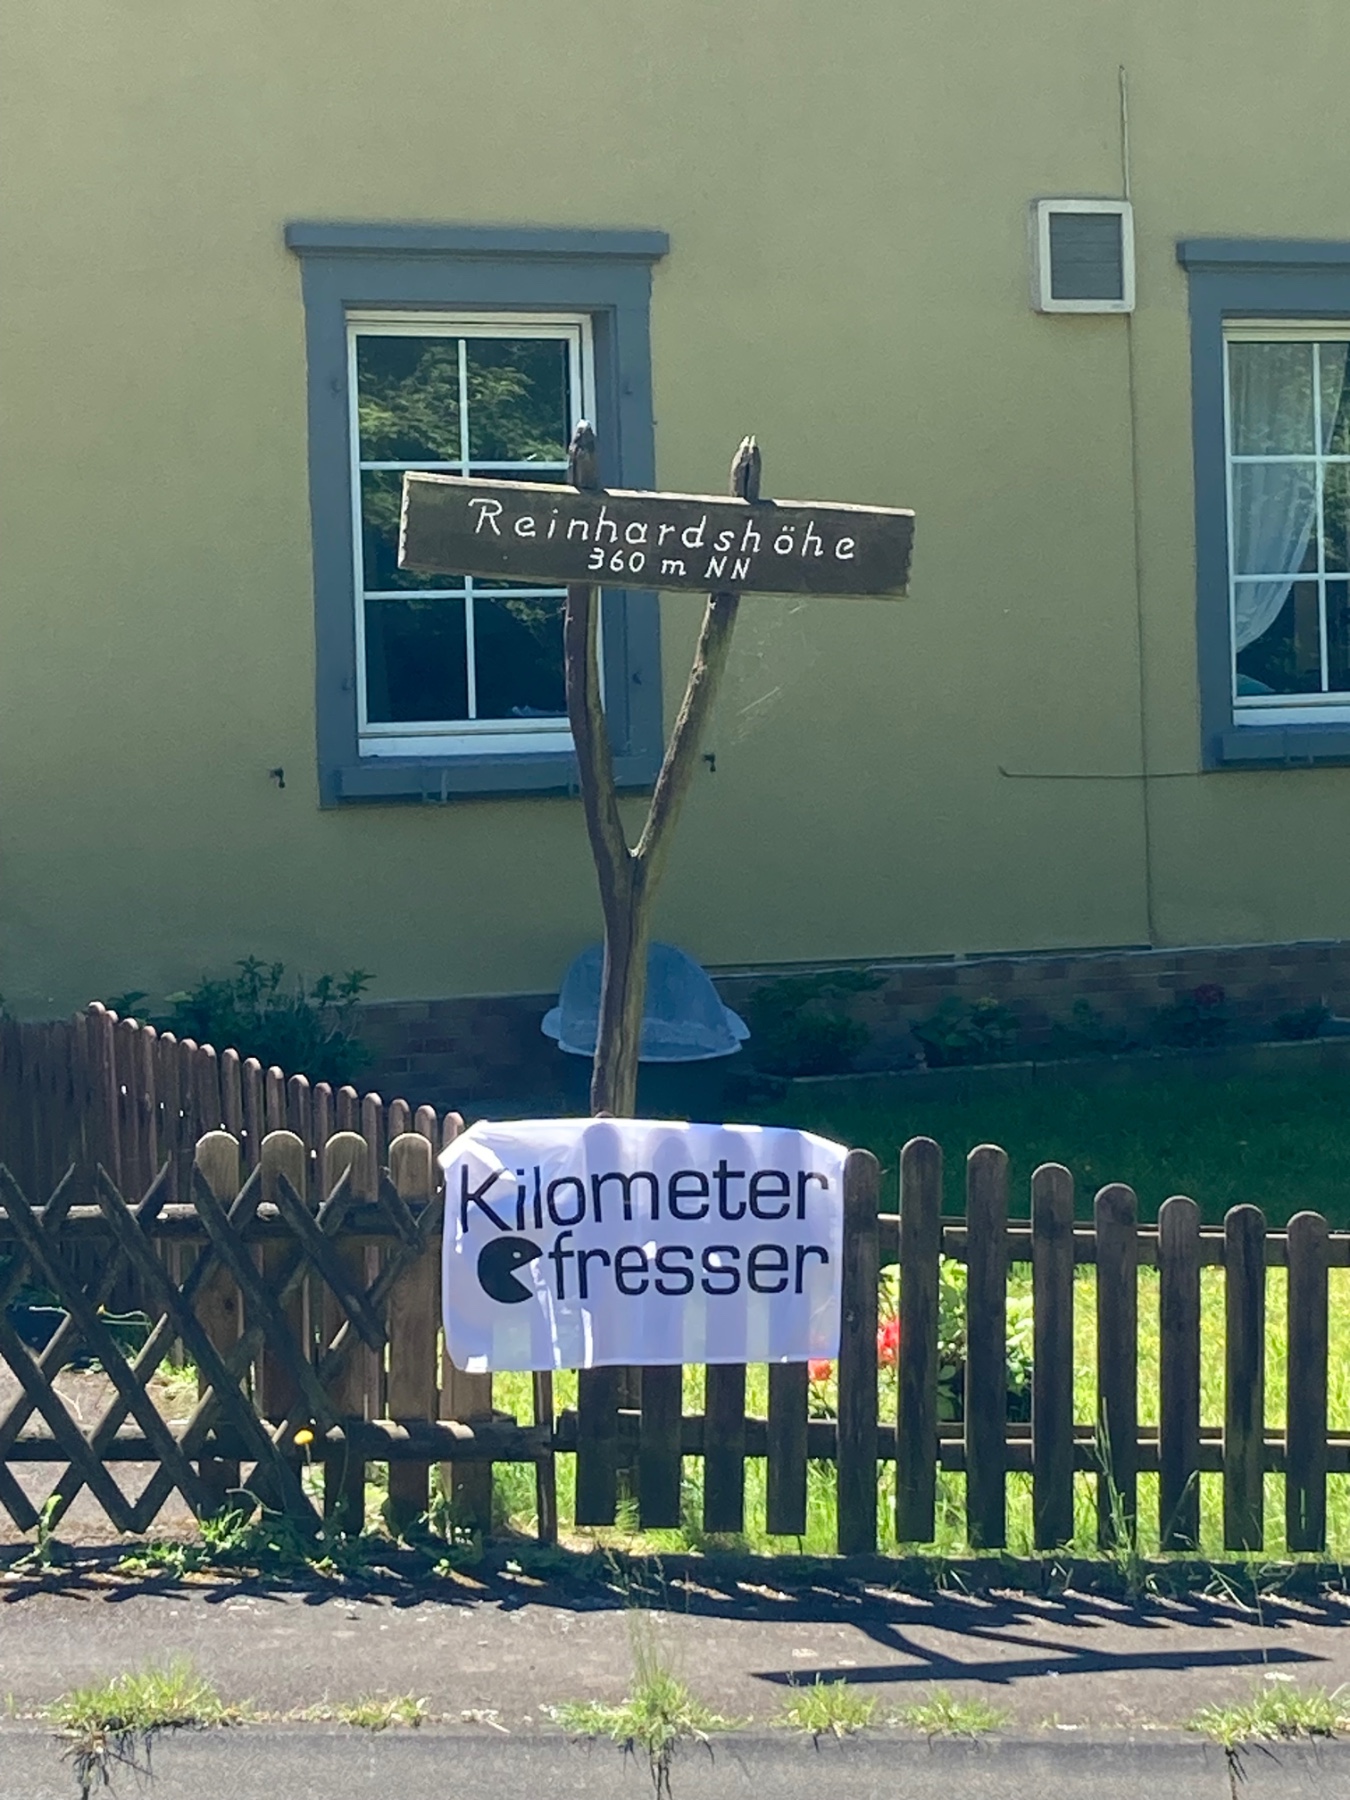 Reinhardshöhe
360 m NN
Kilometer
fresser